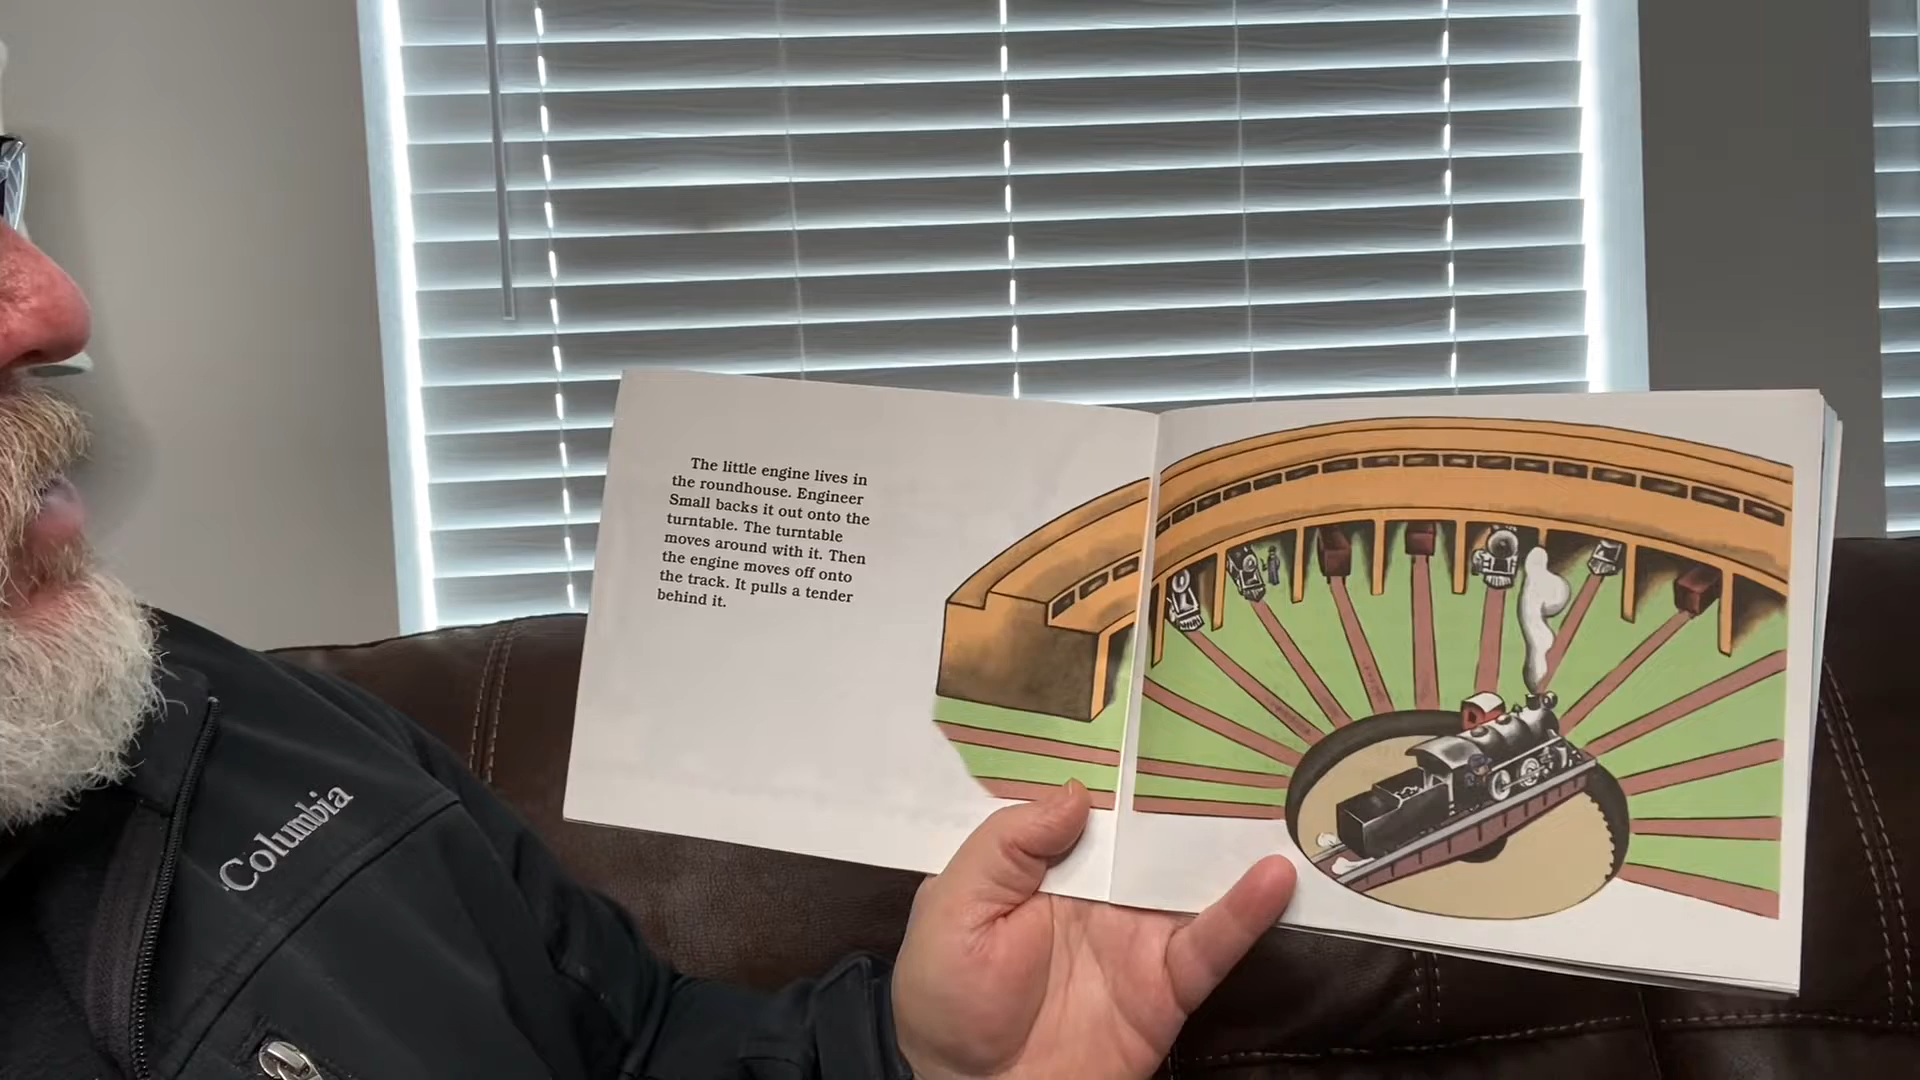 The little engine lives in
the roundhouse. Engineer
Small backs it out onto the
turntable. The turntable
moves around with it. Then
the engine moves off onto
the track. It pulls a tender
behind it.
Columbia